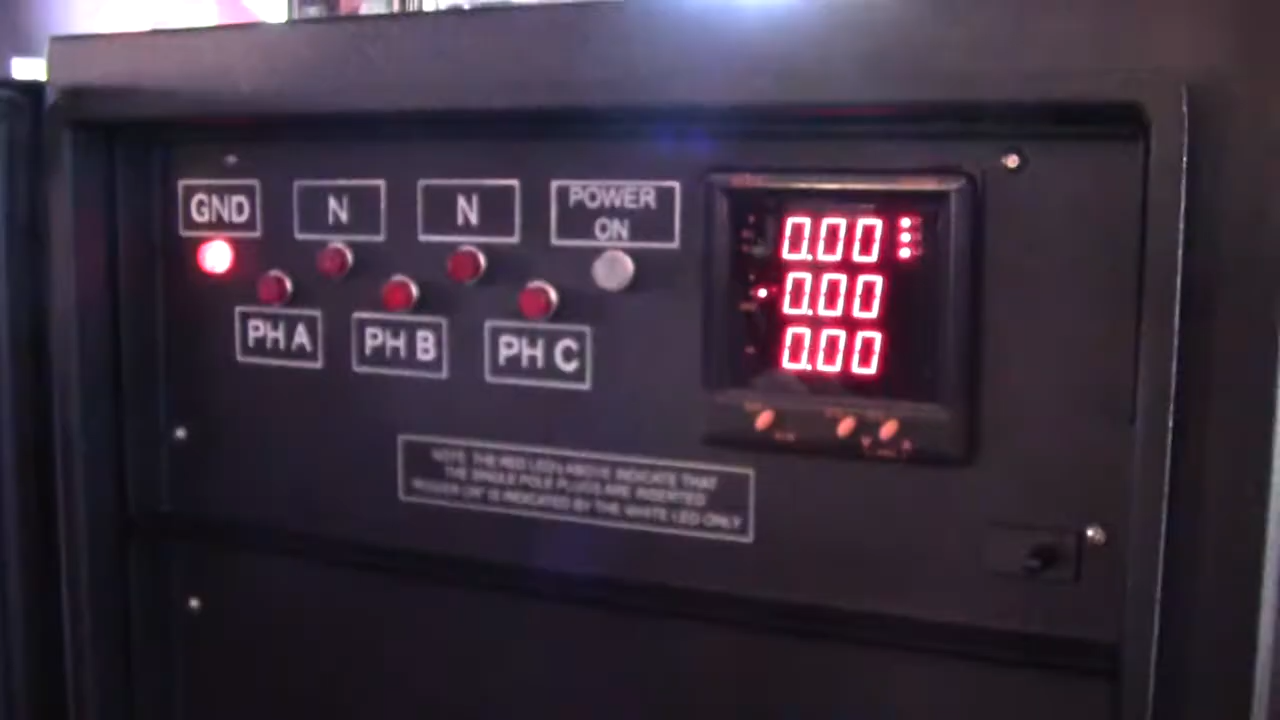 GND
N
N
POWER
ON
PH A
PH B
PH C
0.00
0.00
0.00
NOTE: THE RED LED'S ABOVE INDICATE THAT
THE SINGLE POLE PLUGS ARE INSERTED
"POWER ON" IS INDICATED BY THE WHITE LED ONLY